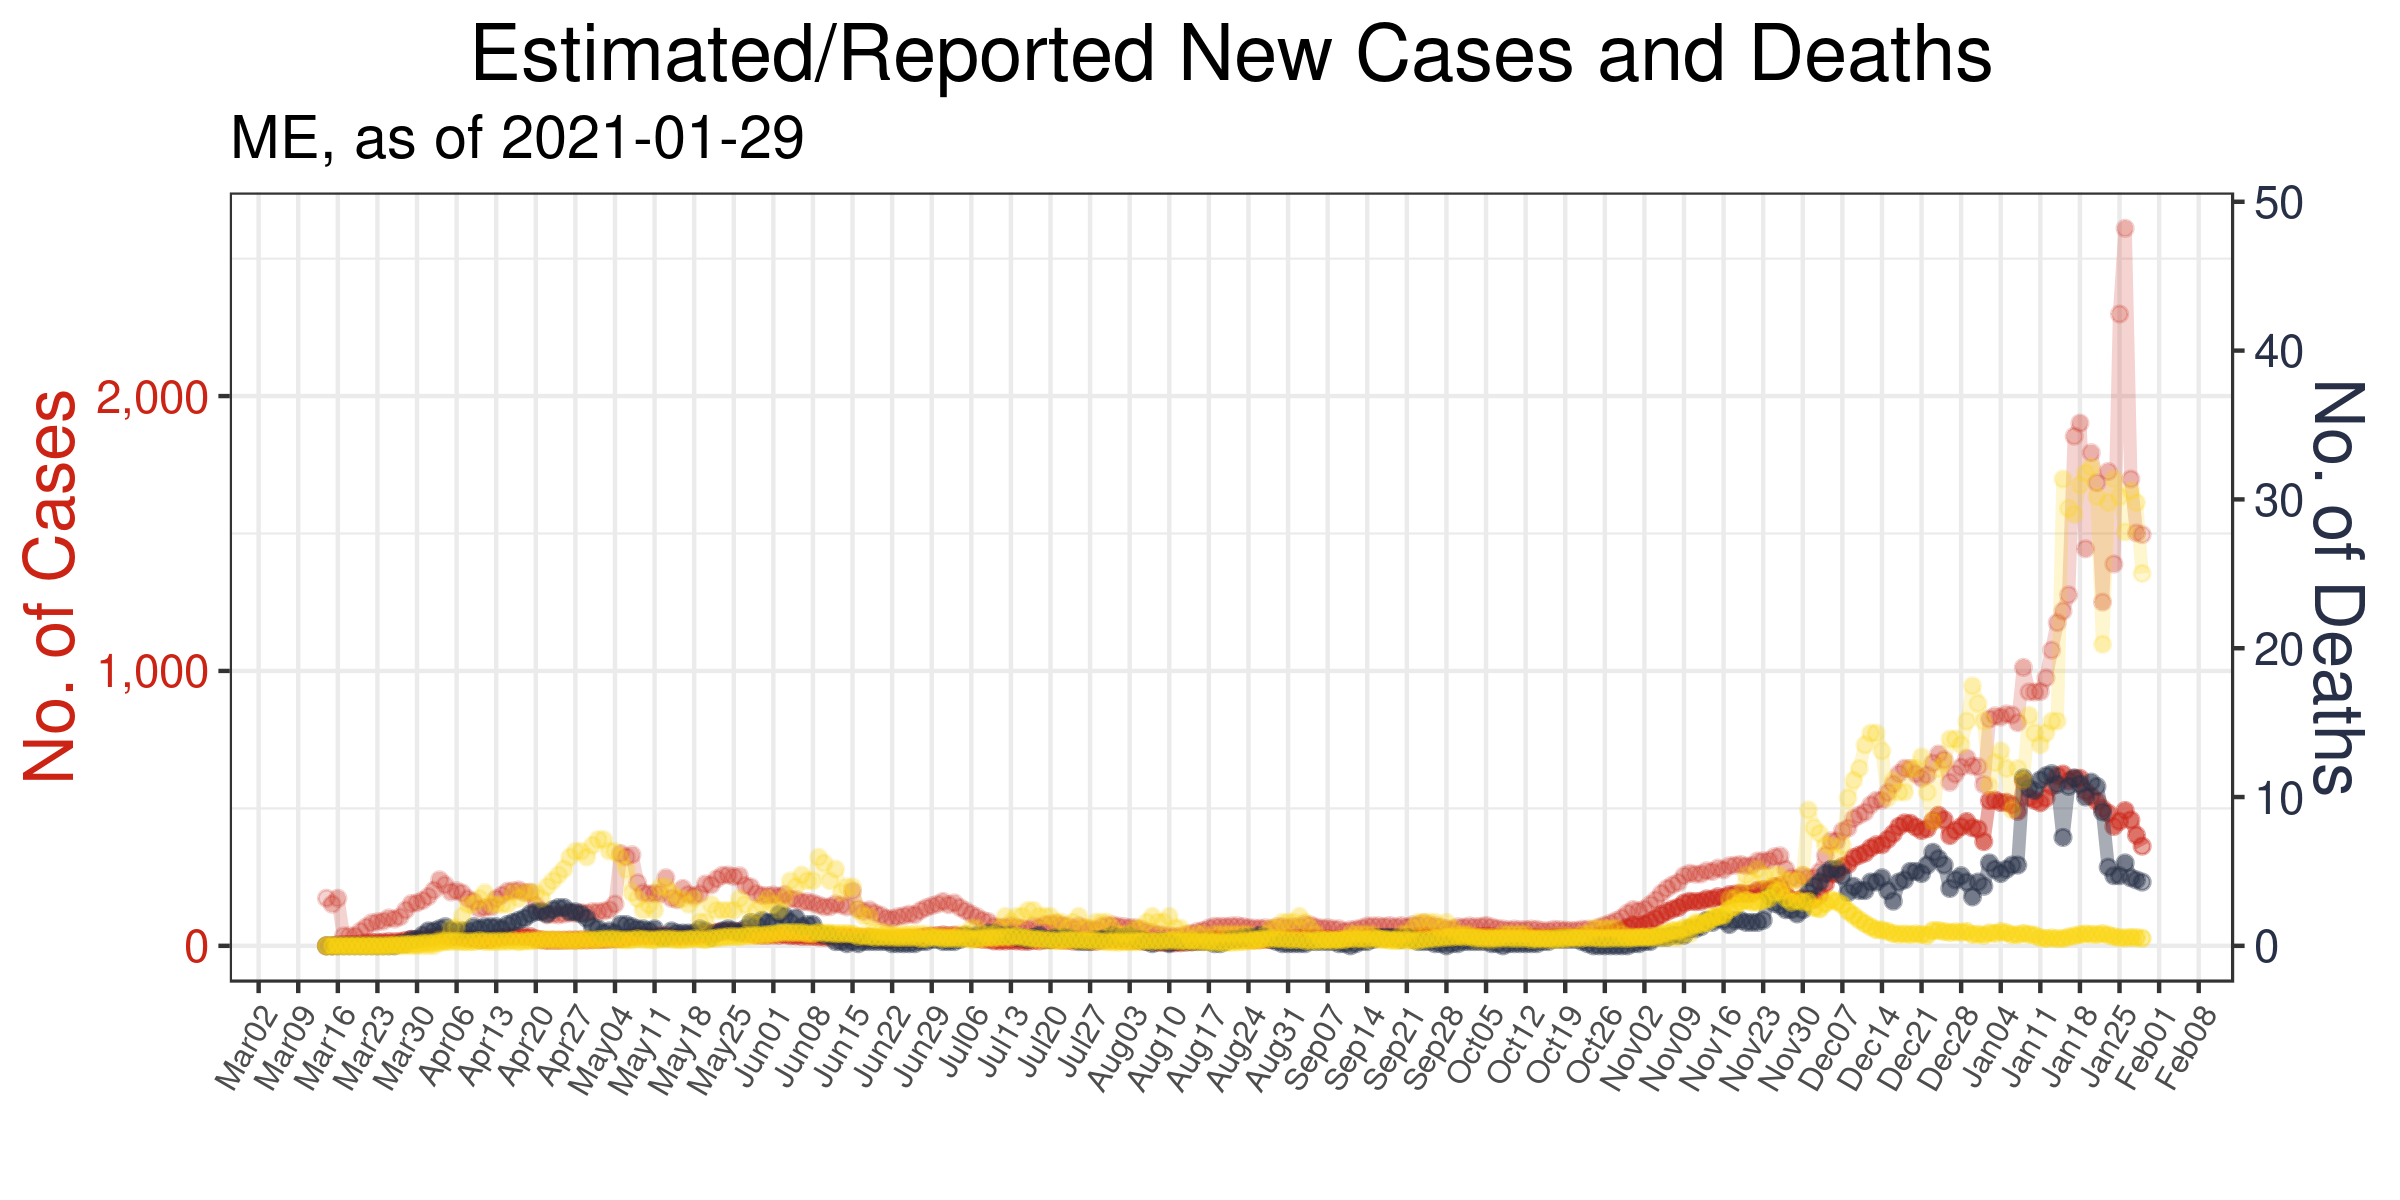 Estimated/Reported New Cases and Deaths
ME, as of 2021-01-29
No. of Cases
2,000
1,000
0
50
40
30
20
10
0
No. of Deaths
Mar02
Mar09
Mar16
Mar23
Mar30
Apr06
Apr13
Apr20
Apr27
May04
May11
May18
May25
Jun01
Jun08
Jun15
Jun22
Jun29
Jul06
Jul13
Jul20
Jul27
Aug03
Aug10
Aug17
Aug24
Aug31
Sep07
Sep14
Sep21
Sep28
Oct05
Oct12
Oct19
Oct26
Nov02
Nov09
Nov16
Nov23
Nov30
Dec07
Dec14
Dec21
Dec28
Jan04
Jan11
Jan18
Jan25
Feb01
Feb08